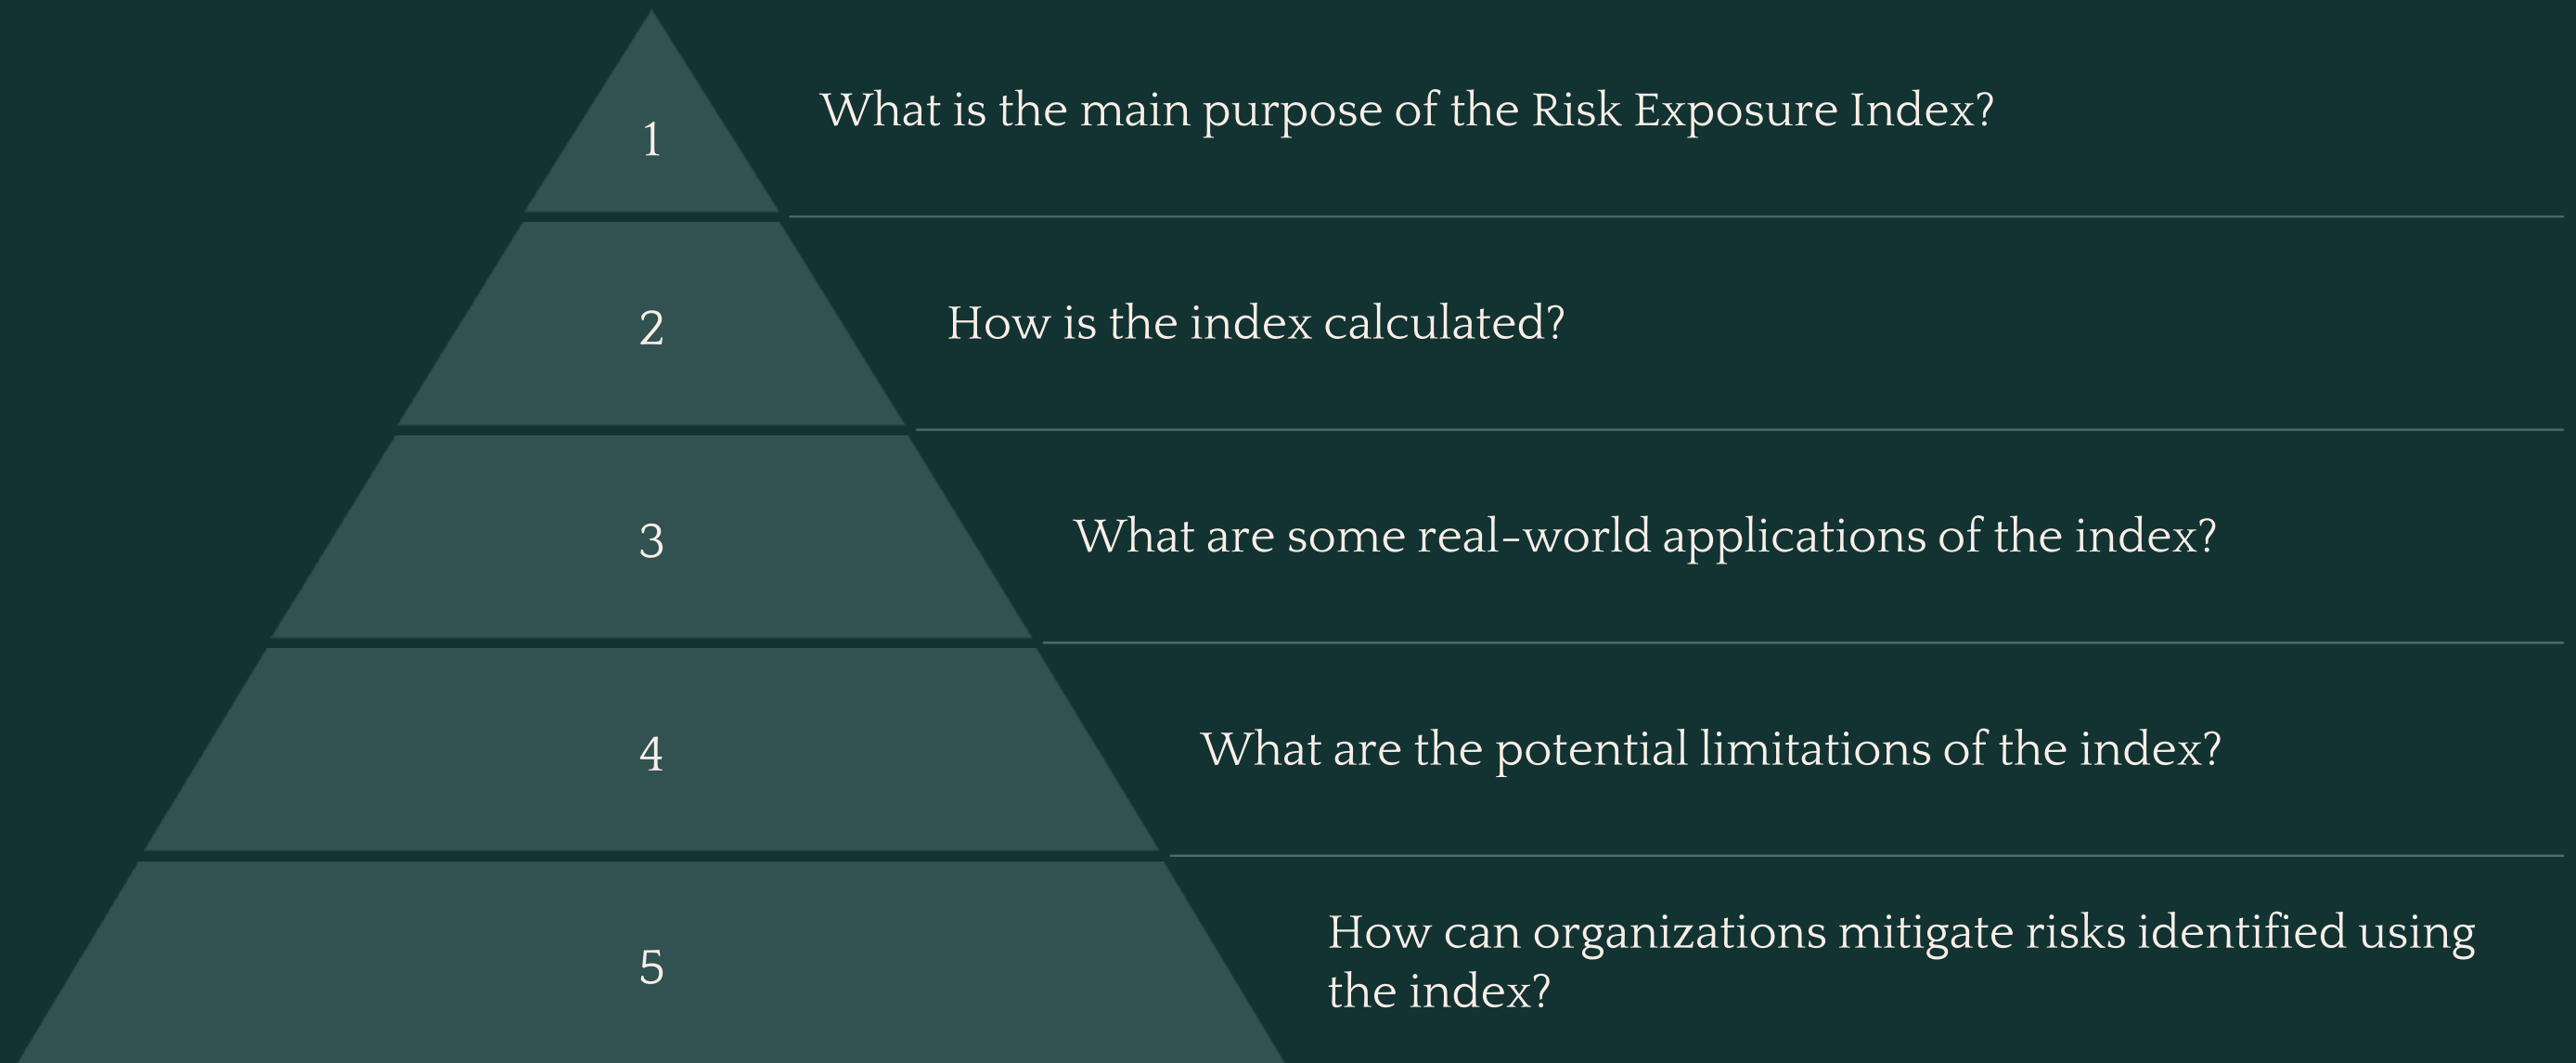 1
What is the main purpose of the Risk Exposure Index?
2
How is the index calculated?
3
What are some real-world applications of the index?
4
What are the potential limitations of the index?
5
How can organizations mitigate risks identified using
the index?